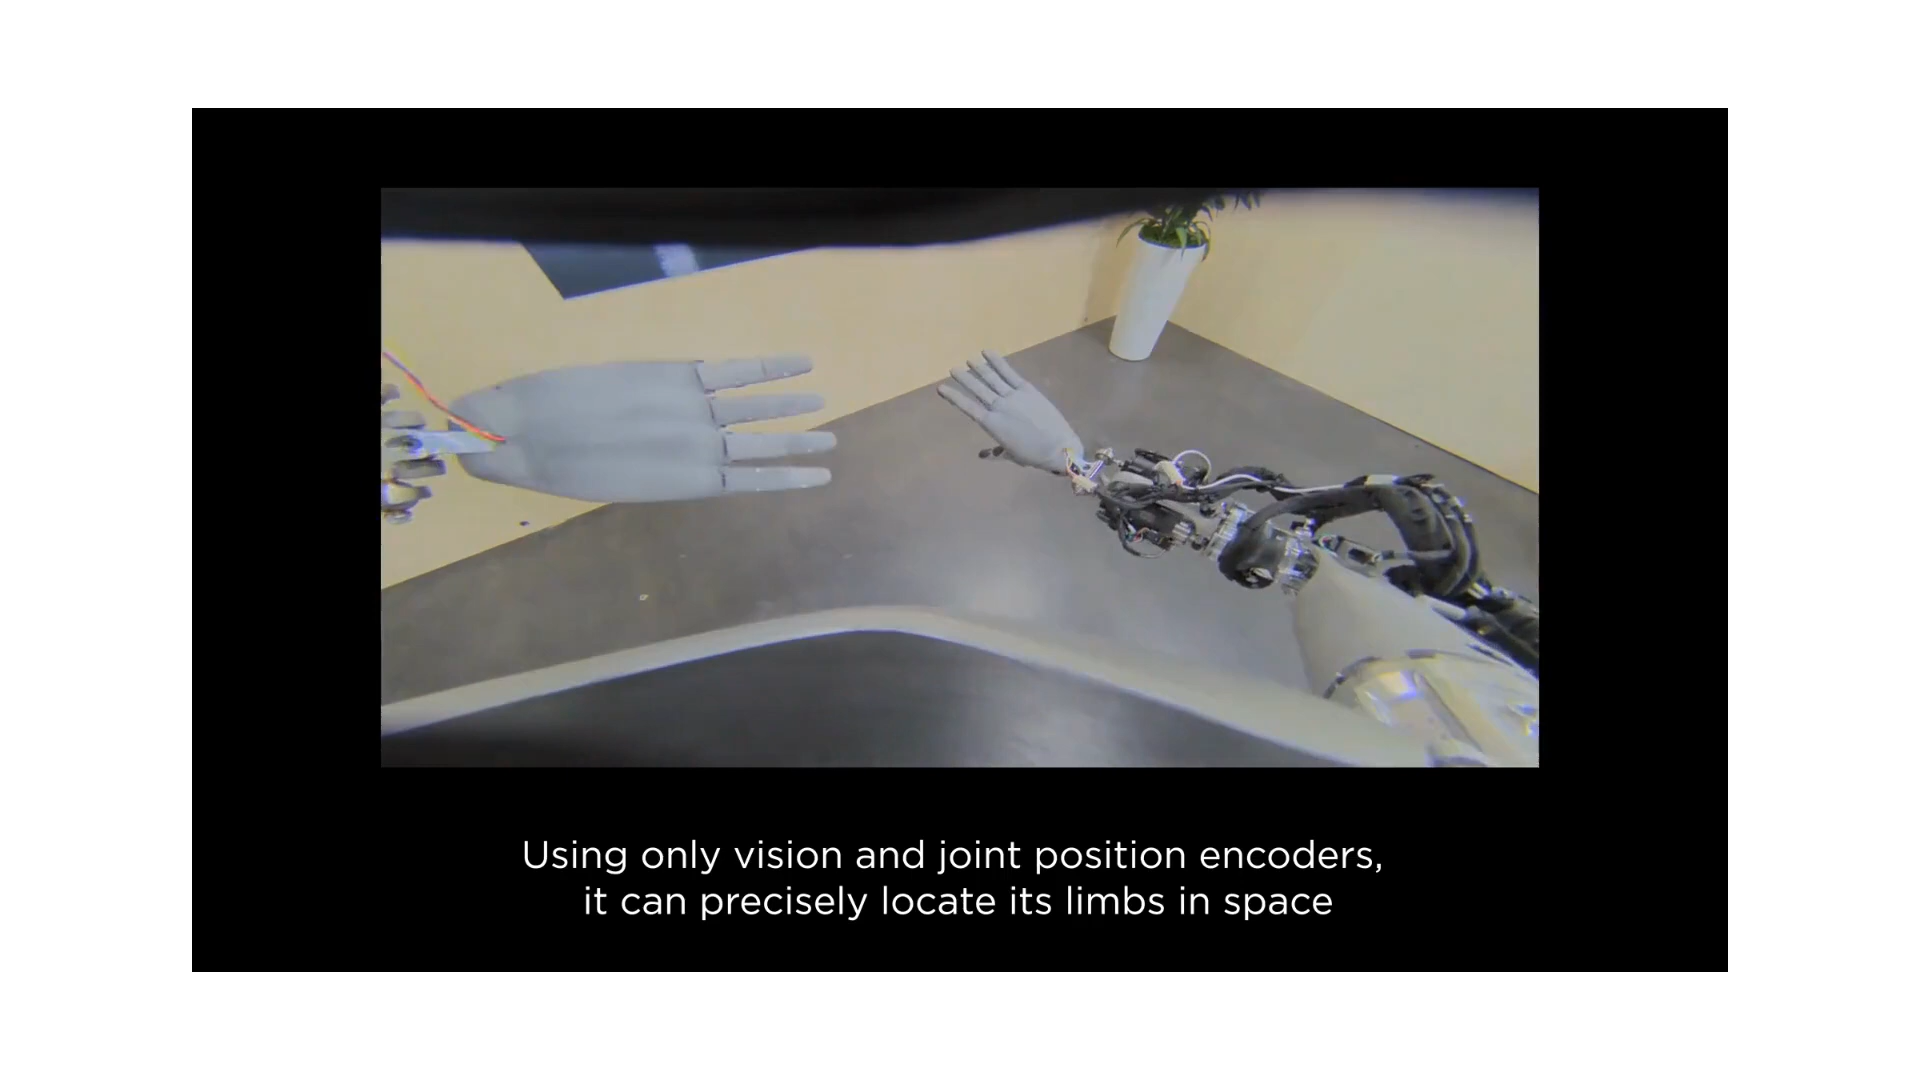 Using only vision and joint position encoders,
it can precisely locate its limbs in space